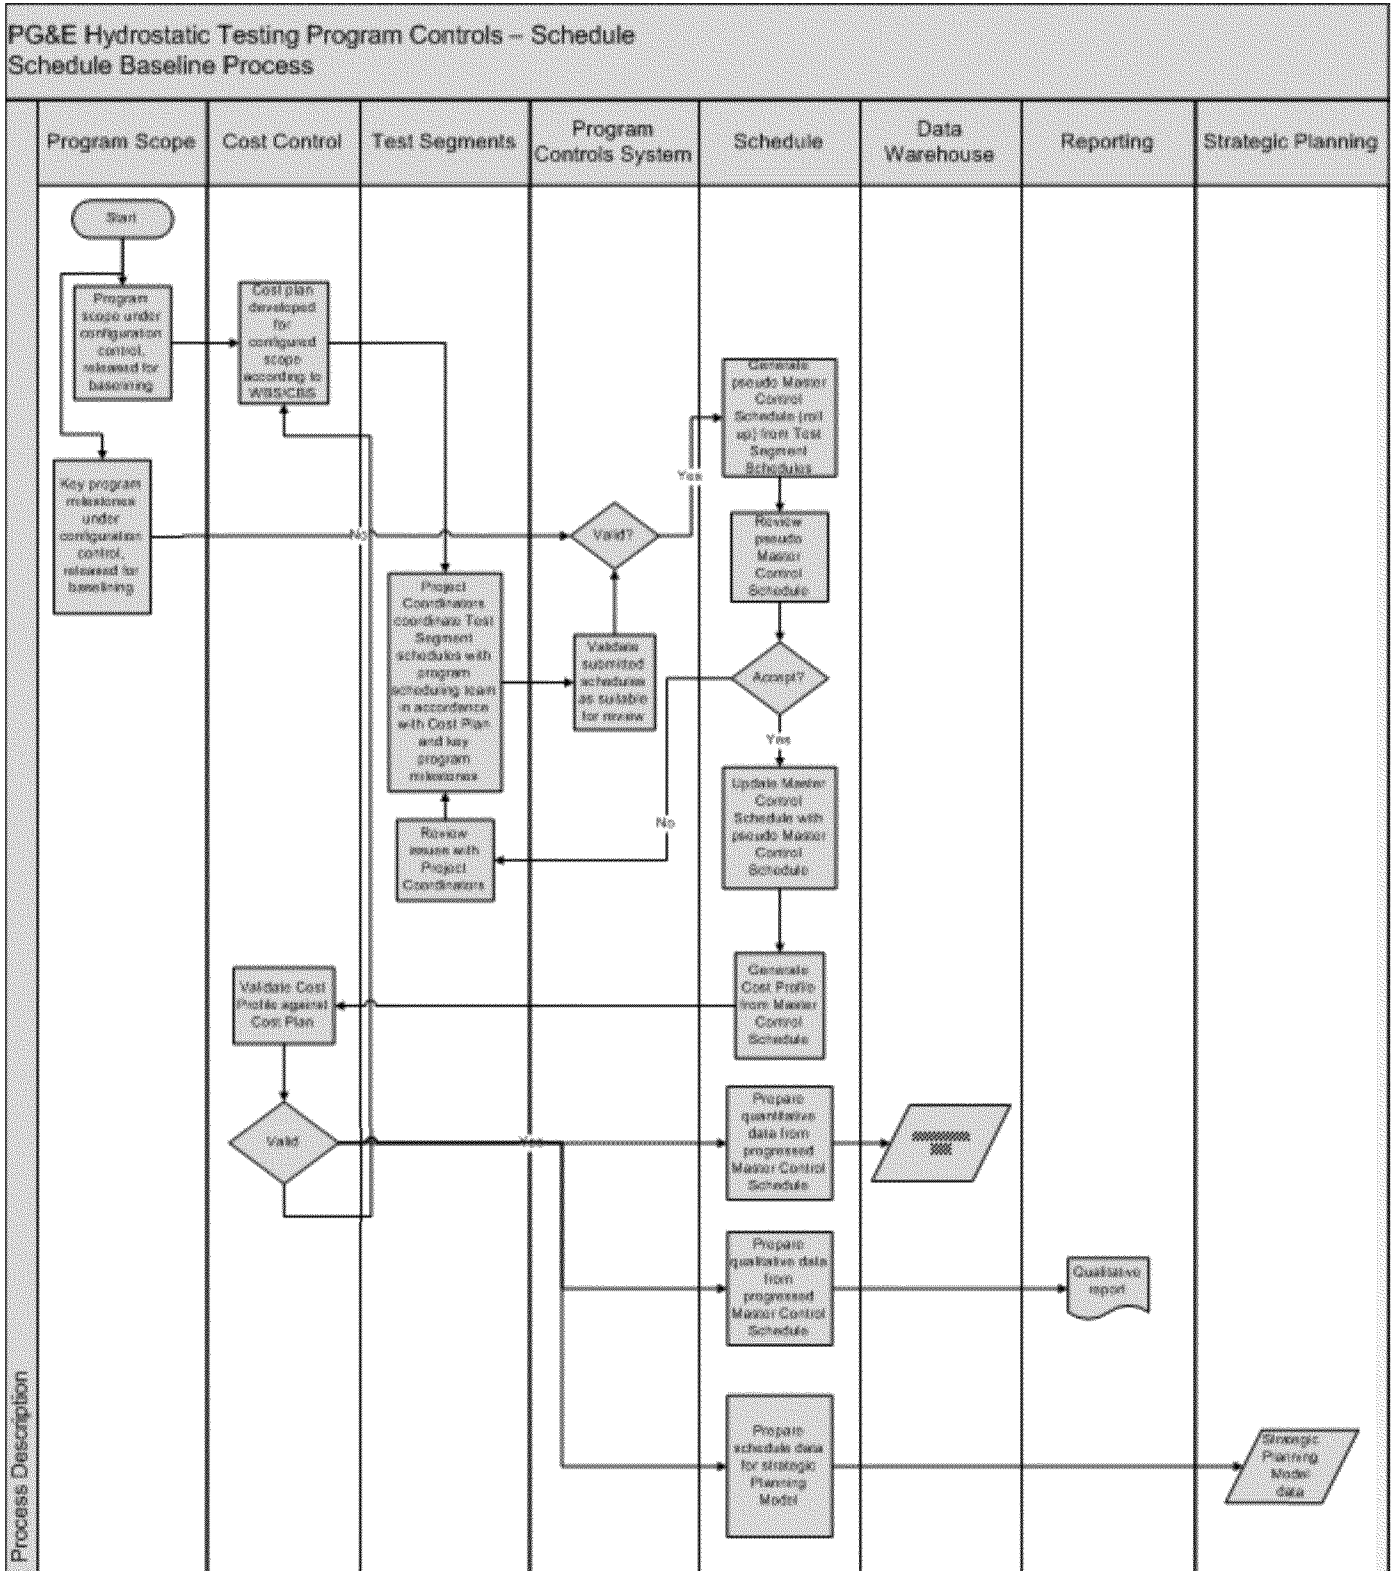 PG&E Hydrostatic Testing Program Controls – Schedule
Schedule Baseline Process
Program Scope
Cost Control
Test Segments
Program
Controls System
Schedule
Data
Warehouse
Reporting
Strategic Planning
Start
Program
scope under
configuration
control,
released for
baselining
Cost plan
developed
for
configured
scope
according to
WBS/CBS
Generate
pseudo Master
Control
Schedule (roll
up) from Test
Segment
Schedules
Yes
Key program
milestones
under
configuration
control,
released for
baselining
No
Valid?
Review
pseudo
Master
Control
Schedule
Project
Coordinators
coordinate Test
Segment
schedules with
program
scheduling team
in accordance
with Cost Plan
and key
program
milestones
Validate
submitted
schedules
as suitable
for review
Accept?
Yes
Update Master
Control
Schedule with
pseudo Master
Control
Schedule
No
Review
issues with
Project
Coordinators
Validate Cost
Profile against
Cost Plan
Generate
Cost Profile
from Master
Control
Schedule
Valid
Yes
Prepare
quantitative
data from
progressed
Master Control
Schedule
Prepare
qualitative data
from
progressed
Master Control
Schedule
Qualitative
report
Prepare
schedule data
for strategic
Planning
Model
Strategic
Planning
Model
data
Process Description